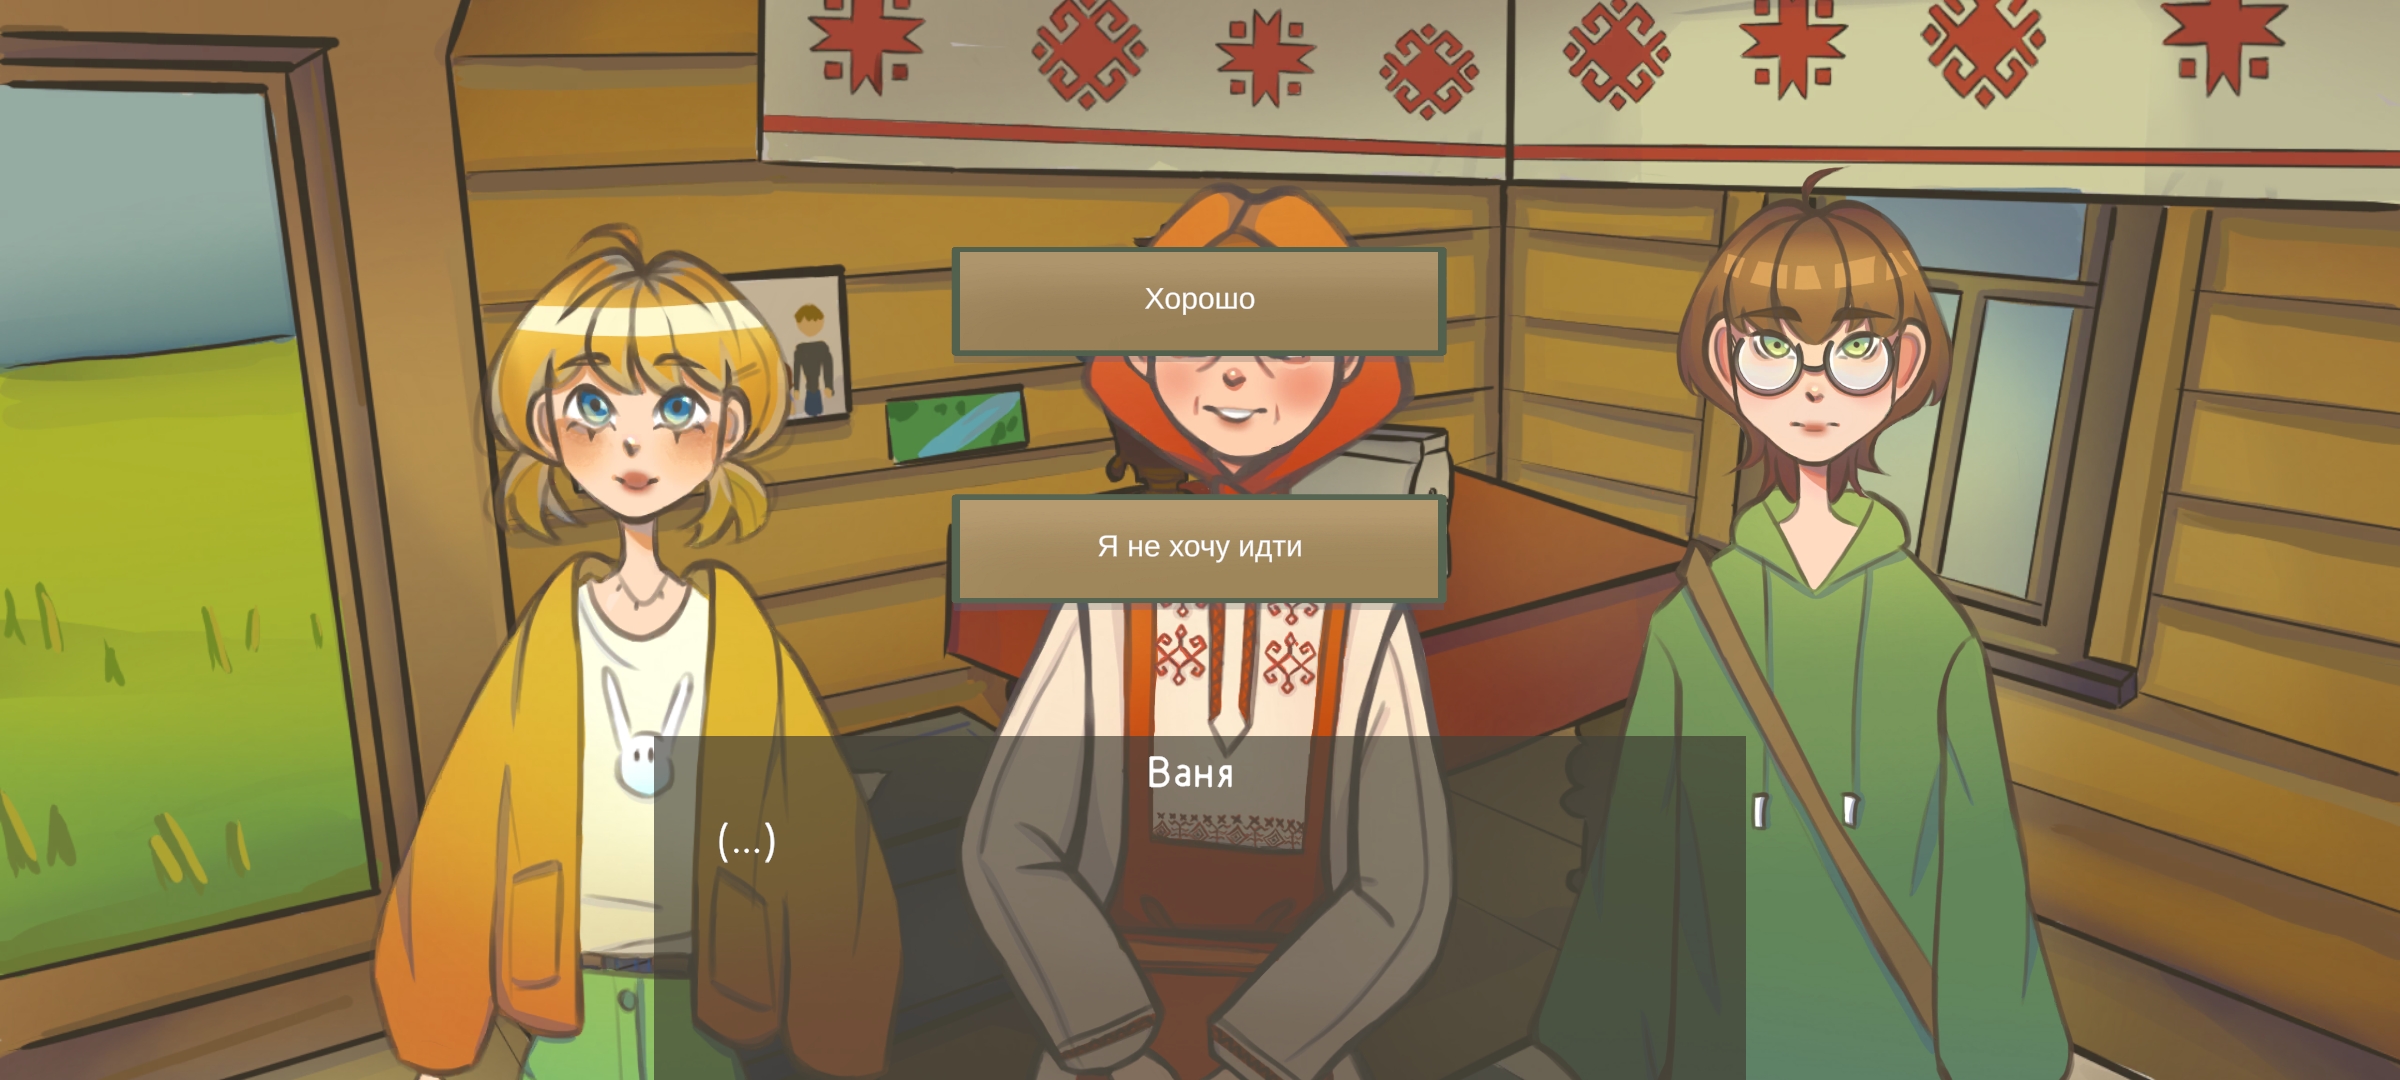 Хорошо
Я не хочу идти
Ваня
(...)